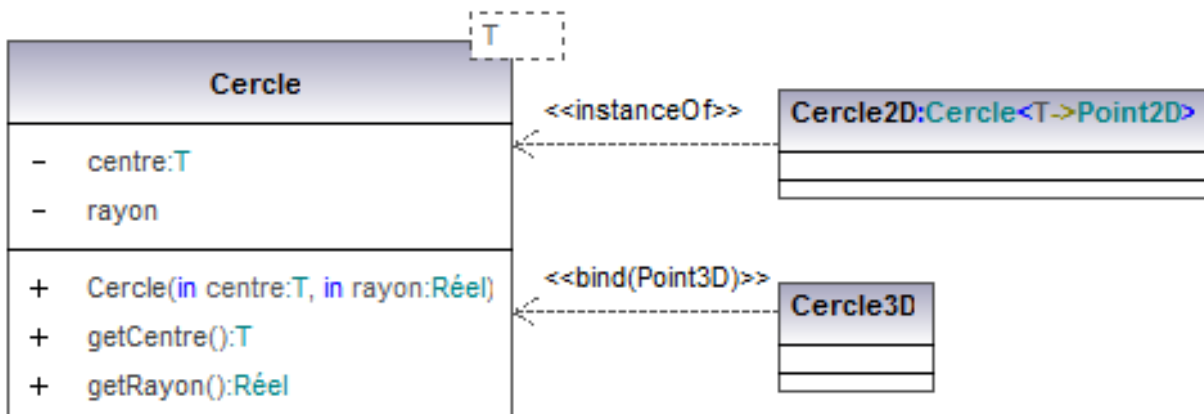 T
Cercle
- centre:T
- rayon
+ Cercle(in centre:T, in rayon:Réel)
+ getCentre():T
+ getRayon():Réel
<<instanceOf>>
Cercle2D:Cercle<T->Point2D>
<<bind(Point3D)>>
Cercle3D